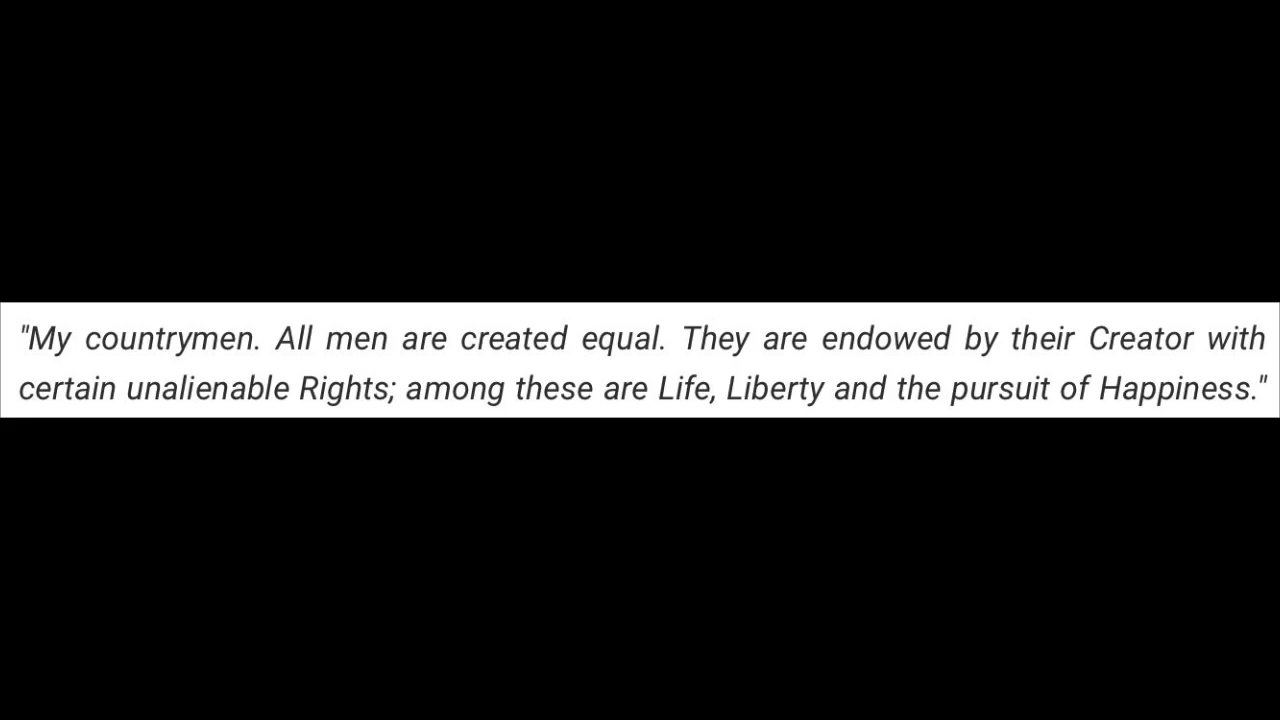 "My countrymen. All men are created equal. They are endowed by their Creator with
certain unalienable Rights; among these are Life, Liberty and the pursuit of Happiness."